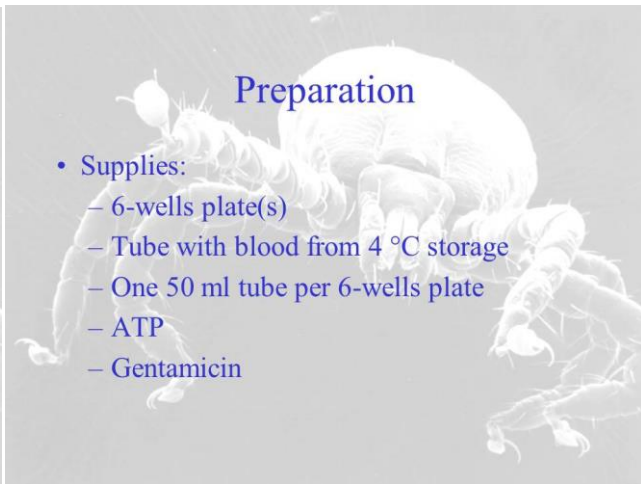 Preparation
• Supplies:
– 6-wells plate(s)
– Tube with blood from 4 °C storage
– One 50 ml tube per 6-wells plate
– ATP
– Gentamicin